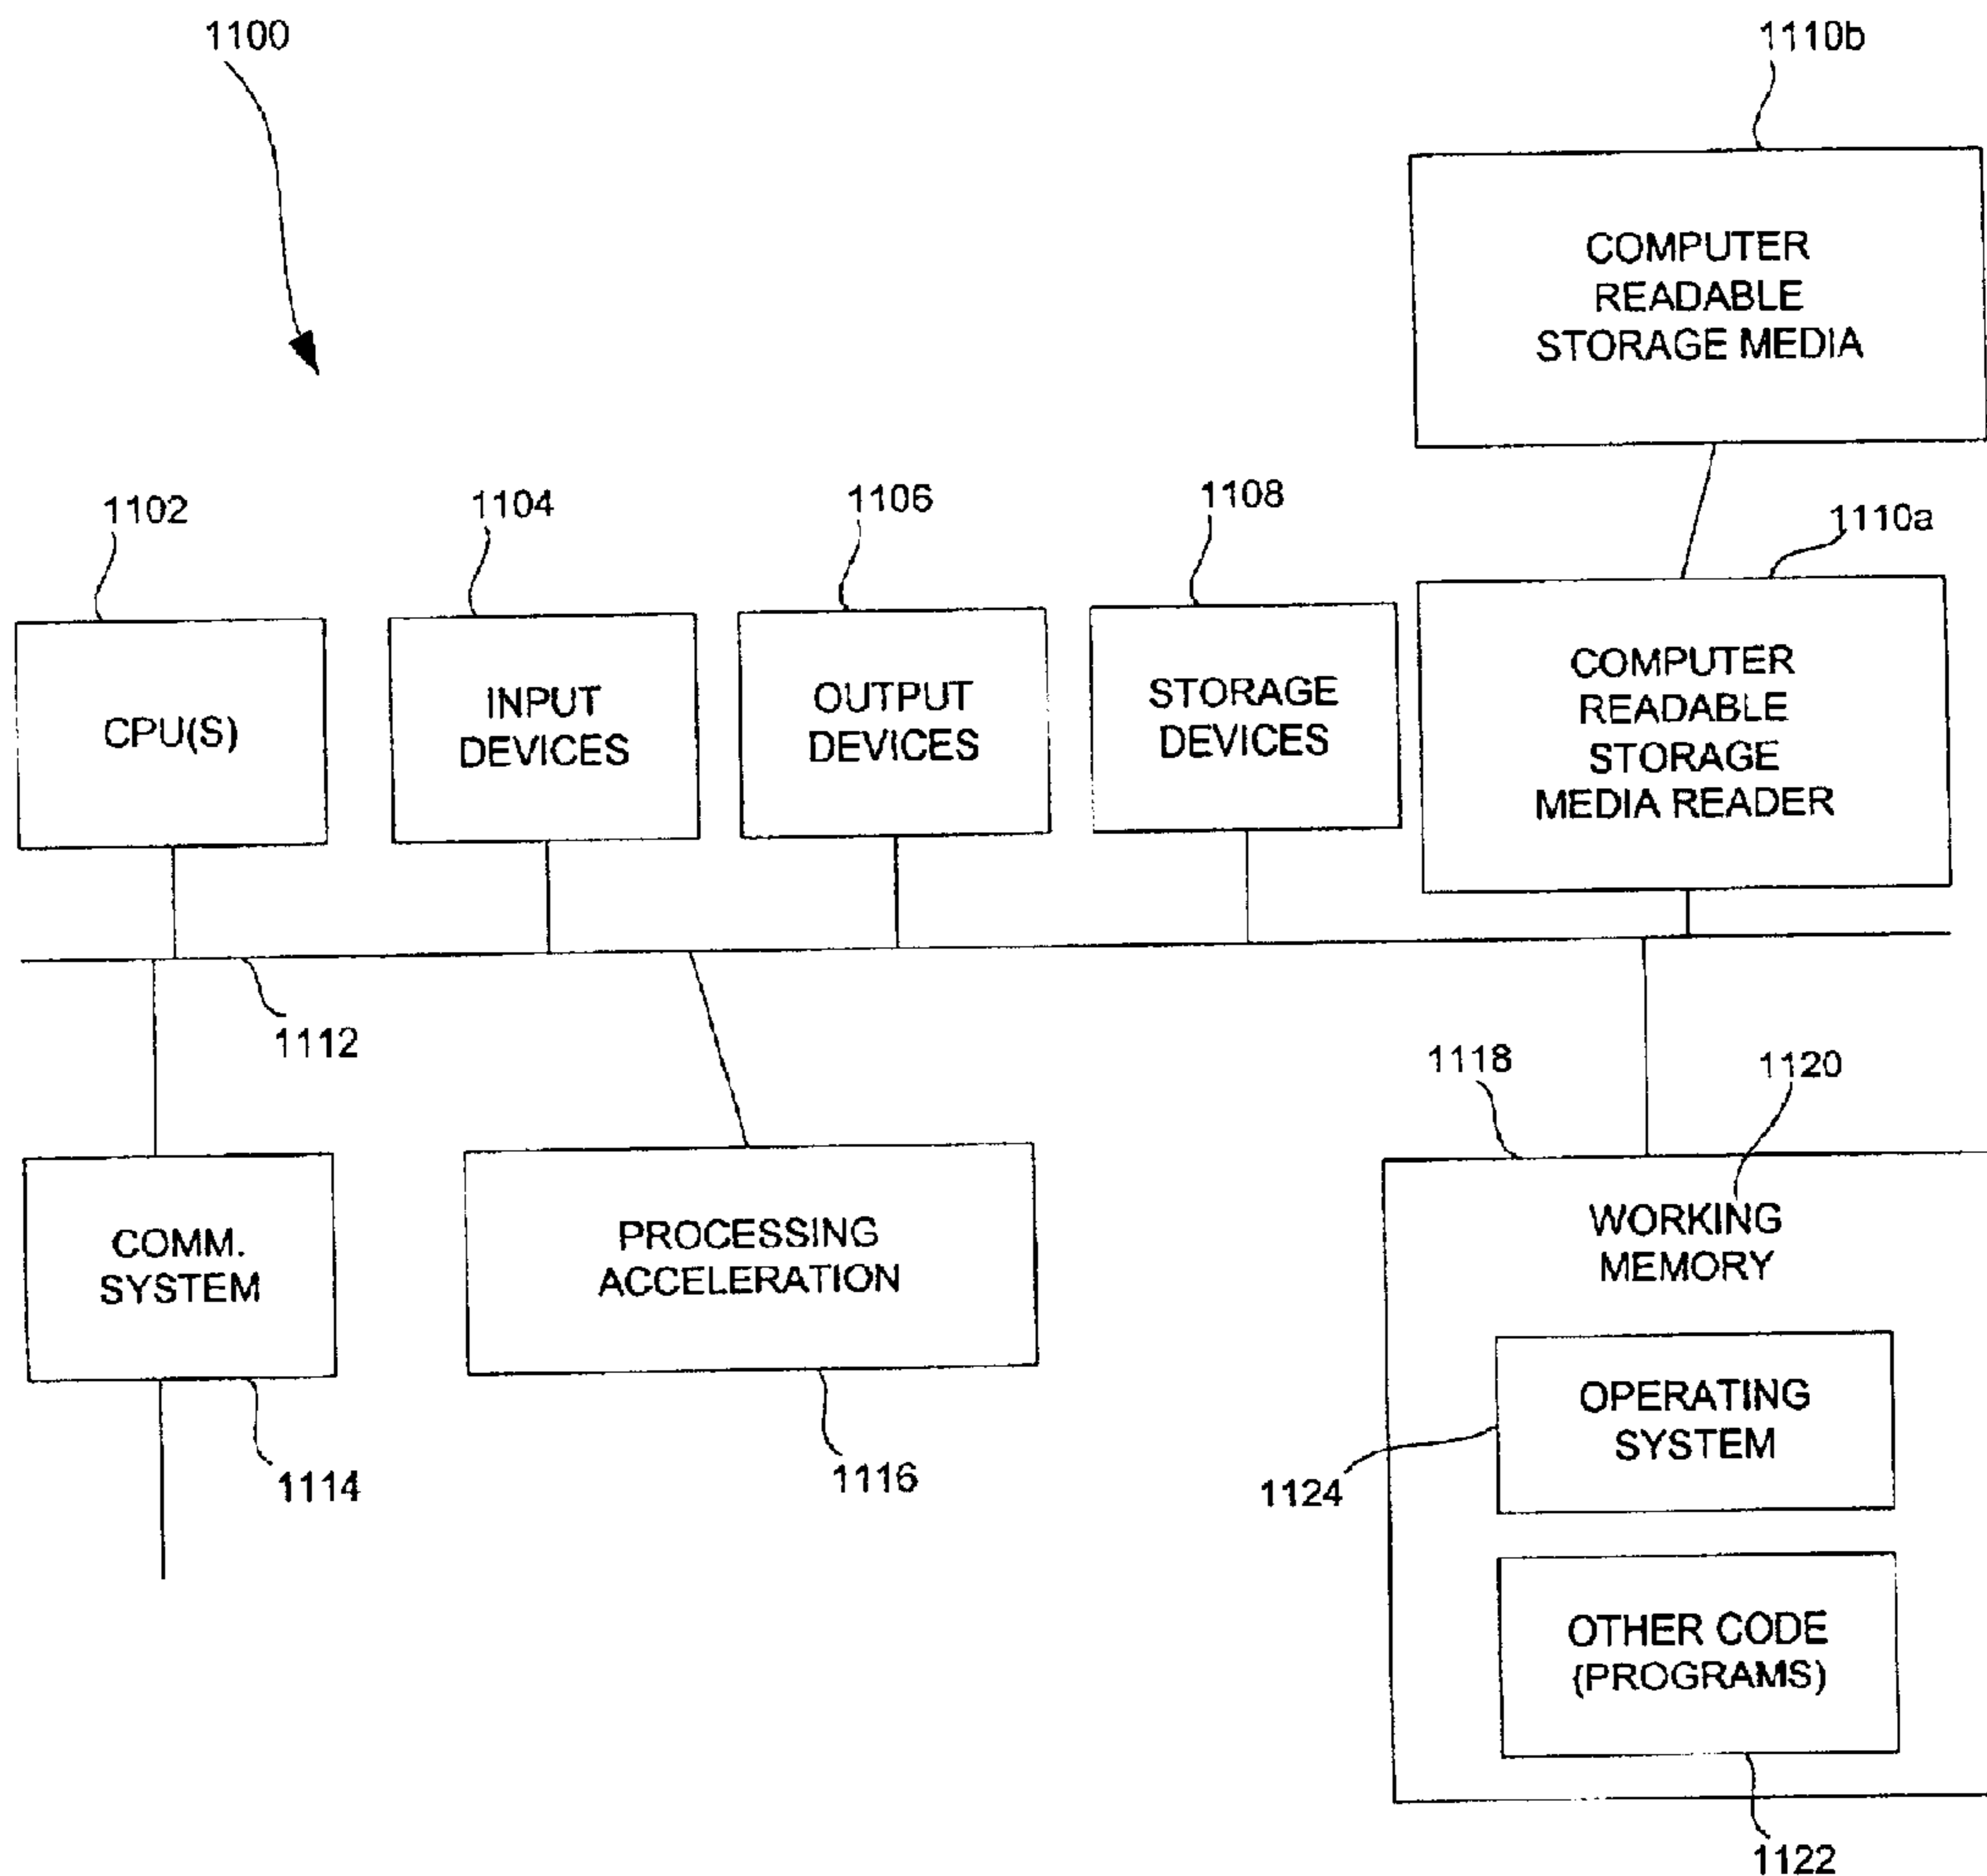 1100
1110b
COMPUTER
READABLE
STORAGE MEDIA
1102
1104
1106
1108
1110a
CPU(S)
INPUT
DEVICES
OUTPUT
DEVICES
STORAGE
DEVICES
COMPUTER
READABLE
STORAGE
MEDIA READER
1112
1118
1120
COMM.
SYSTEM
PROCESSING
ACCELERATION
WORKING
MEMORY
OPERATING
SYSTEM
1114
1116
1124
OTHER CODE
(PROGRAMS)
1122